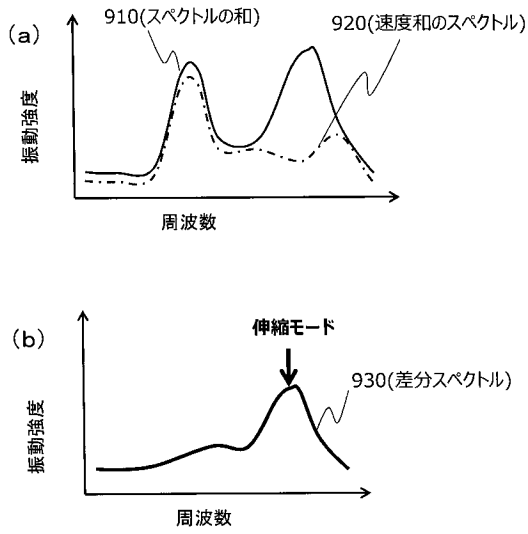 (a)
910(スペクトルの和)
920(速度和のスペクトル)
振動強度
周波数
(b)
伸縮モード
930(差分スペクトル)
振動強度
周波数